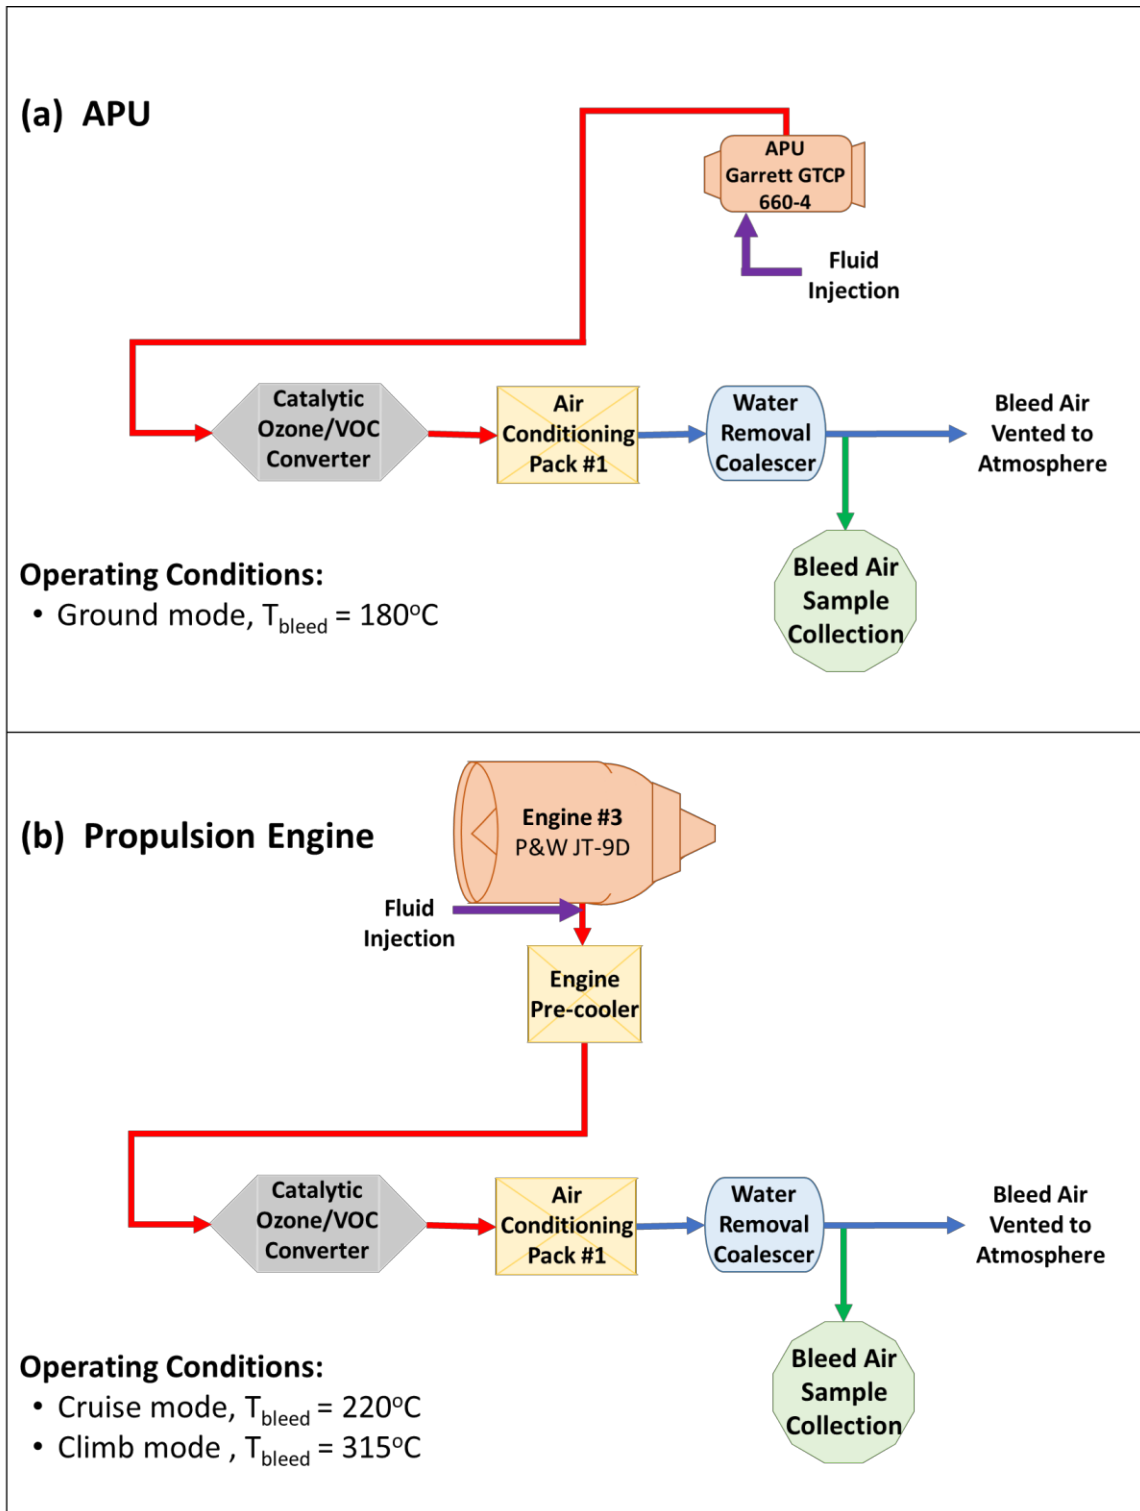 (a) APU
APU
Garrett GTCP
660-4
Fluid
Injection
Catalytic
Ozone/VOC
Converter
Air
Conditioning
Pack #1
Water
Removal
Coalescer
Bleed Air
Vented to
Atmosphere
Bleed Air
Sample
Collection
Operating Conditions:
• Ground mode, Tbleed = 180oC
(b) Propulsion Engine
Engine #3
P&W JT-9D
Fluid
Injection
Engine
Pre-cooler
Catalytic
Ozone/VOC
Converter
Air
Conditioning
Pack #1
Water
Removal
Coalescer
Bleed Air
Vented to
Atmosphere
Bleed Air
Sample
Collection
Operating Conditions:
• Cruise mode, Tbleed = 220oC
• Climb mode , Tbleed = 315oC